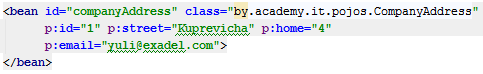 <bean id="companyAddress" class="by.academy.it.pojos.CompanyAddress"
p:id="1" p:street="Kuprevicha" p:home="4"
p:email="yuli@exadel.com">
</bean>